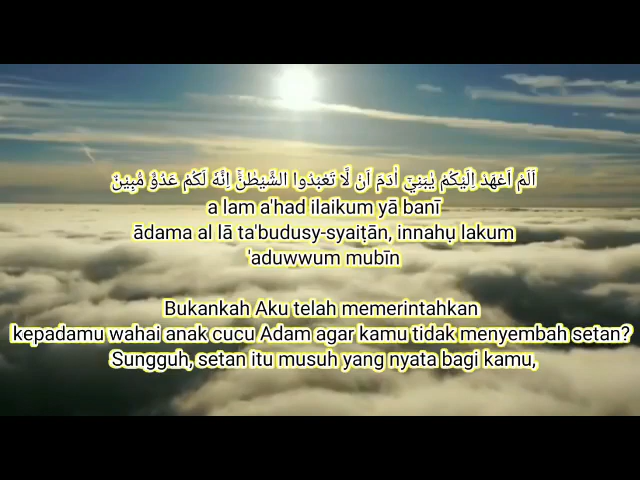 اَلَمْ اَعْهَدْ اِلَيْكُمْ يٰبَنِيْٓ اٰدَمَ اَنْ لَّا تَعْبُدُوا الشَّيْطٰنَۚ اِنَّهٗ لَكُمْ عَدُوٌّ مُّبِيْنٌ
a lam a'had ilaikum yā banī
ādama al lā ta'budusy-syaiṭān, innahụ lakum
'aduwwum mubīn
Bukankah Aku telah memerintahkan
kepadamu wahai anak cucu Adam agar kamu tidak menyembah setan?
Sungguh, setan itu musuh yang nyata bagi kamu,